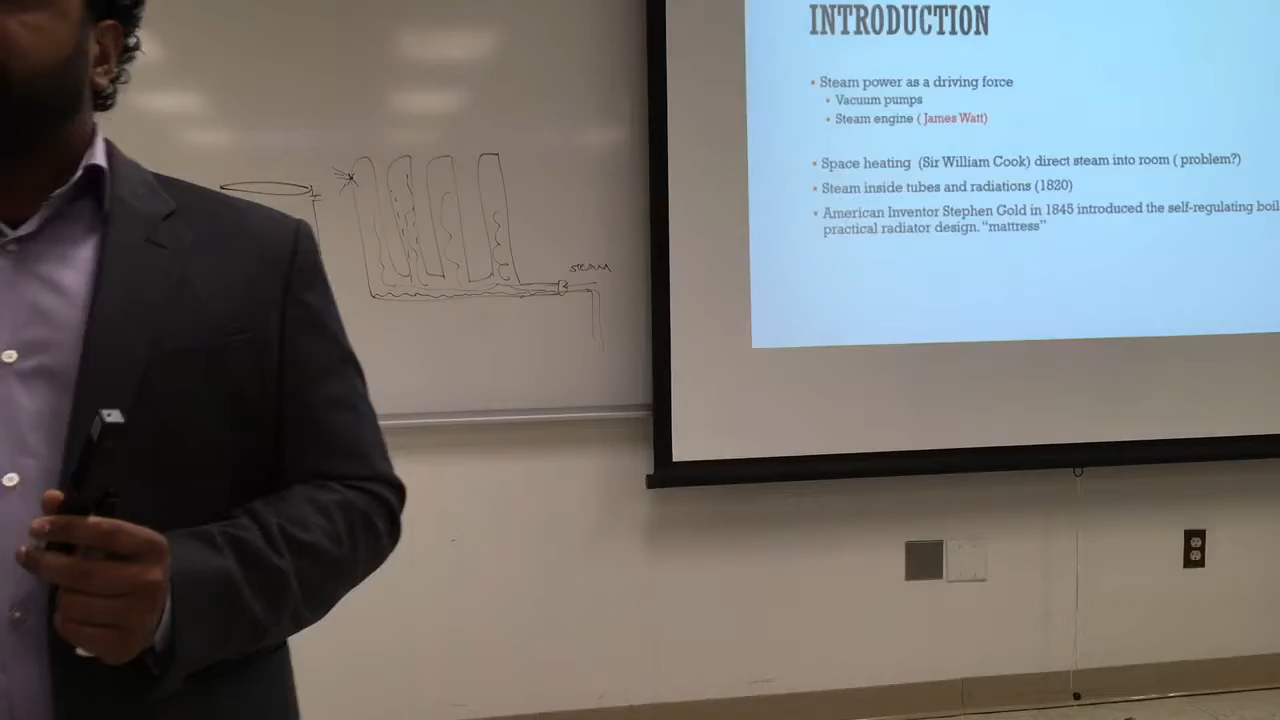 INTRODUCTION
Steam power as a driving force
Vacuum pumps
Steam engine ( James Watt)
Space heating (Sir William Cook) direct steam into room ( problem?)
Steam inside tubes and radiations (1820)
American Inventor Stephen Gold in 1845 introduced the self-regulating boil
practical radiator design. “mattress”
STEAM